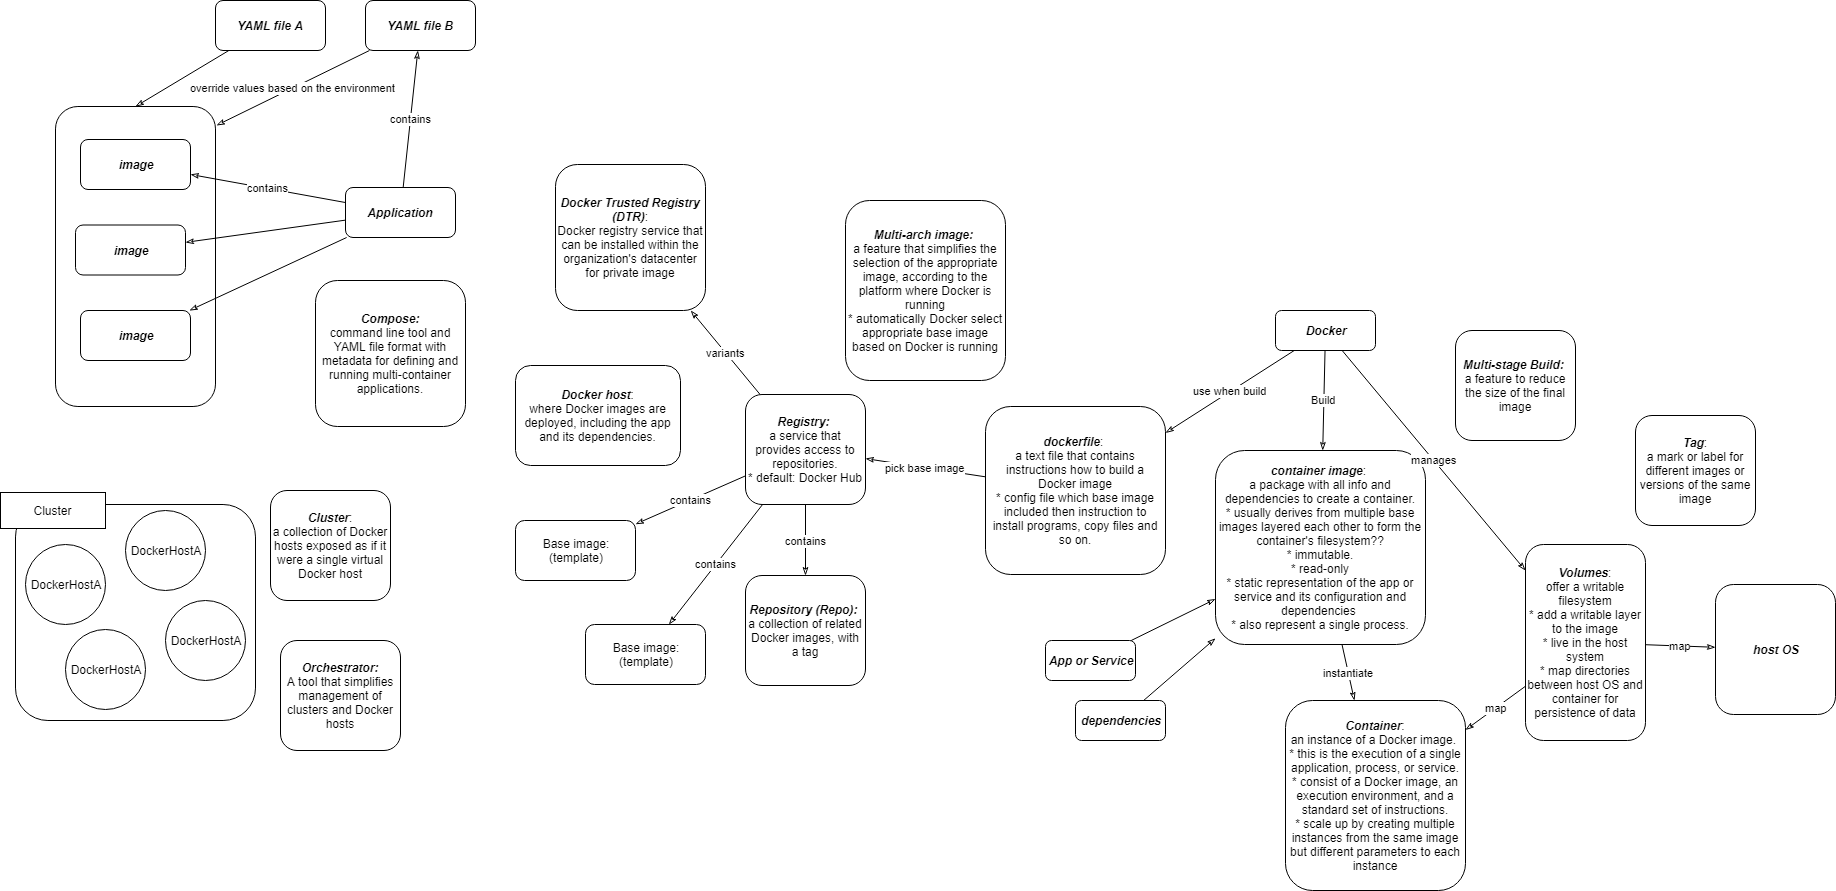 YAML file A
YAML file B
override values based on the environment
contains
image
contains
Application
image
image
Compose:
command line tool and
YAML file format with
metadata for defining and
running multi-container
applications.
Docker Trusted Registry
(DTR):
Docker registry service that
can be installed within the
organization's datacenter
for private image
variants
Multi-arch image:
a feature that simplifies the
selection of the appropriate
image, according to the
platform where Docker is
running
* automatically Docker select
appropriate base image
based on Docker is running
Docker host:
where Docker images are
deployed, including the app
and its dependencies.
Registry:
a service that
provides access to
repositories.
* default: Docker Hub
pick base image
contains
contains
contains
Base image:
(template)
Base image:
(template)
Repository (Repo):
a collection of related
Docker images, with
a tag
Cluster
DockerHostA
DockerHostA
DockerHostA
DockerHostA
Cluster:
a collection of Docker
hosts exposed as if it
were a single virtual
Docker host
Orchestrator:
A tool that simplifies
management of
clusters and Docker
hosts
Docker
use when build
Build
manages
dockerfile:
a text file that contains
instructions how to build a
Docker image
* config file which base image
included then instruction to
install programs, copy files and
so on.
container image:
a package with all info and
dependencies to create a container.
* usually derives from multiple base
images layered each other to form the
container's filesystem??
* immutable.
* read-only
* static representation of the app or
service and its configuration and
dependencies
* also represent a single process.
App or Service
dependencies
instantiate
Container:
an instance of a Docker image.
* this is the execution of a single
application, process, or service.
* consist of a Docker image, an
execution environment, and a
standard set of instructions.
* scale up by creating multiple
instances from the same image
but different parameters to each
instance
Multi-stage Build:
a feature to reduce
the size of the final
image
Tag:
a mark or label for
different images or
versions of the same
image
Volumes:
offer a writable
filesystem
* add a writable layer
to the image
* live in the host
system
* map directories
between host OS and
container for
persistence of data
map
map
host OS